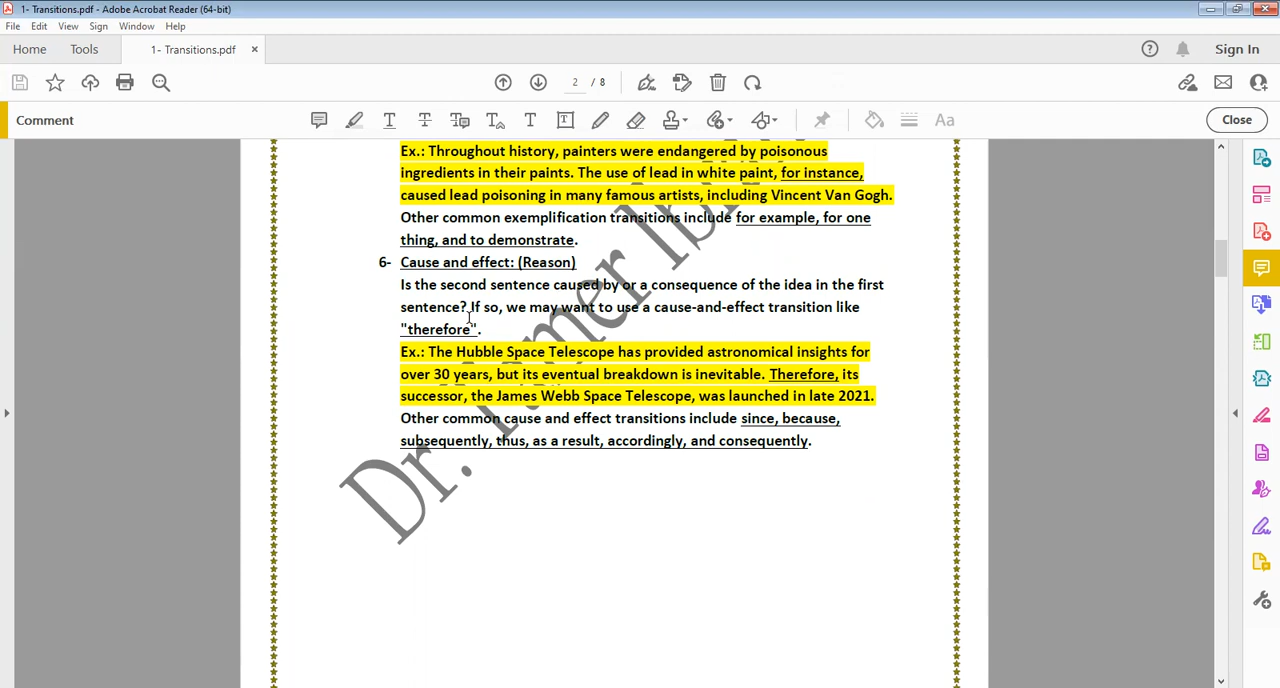 1- Transitions.pdf - Adobe Acrobat Reader (64-bit)
File Edit View Sign Window Help
Home Tools 1- Transitions.pdf × Sign In
2 / 8
Comment Aa Close
Ex.: Throughout history, painters were endangered by poisonous
ingredients in their paints. The use of lead in white paint, for instance,
caused lead poisoning in many famous artists, including Vincent Van Gogh.
Other common exemplification transitions include for example, for one
thing, and to demonstrate.
6- Cause and effect: (Reason)
Is the second sentence caused by or a consequence of the idea in the first
sentence? If so, we may want to use a cause-and-effect transition like
"therefore".
Ex.: The Hubble Space Telescope has provided astronomical insights for
over 30 years, but its eventual breakdown is inevitable. Therefore, its
successor, the James Webb Space Telescope, was launched in late 2021.
Other common cause and effect transitions include since, because,
subsequently, thus, as a result, accordingly, and consequently.
Dr.